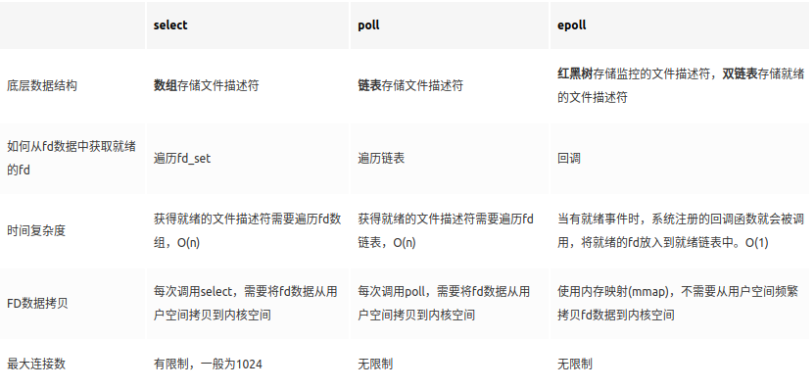 select poll epoll
底层数据结构 数组存储文件描述符 链表存储文件描述符 红黑树存储监控的文件描述符，双链表存储就绪
的文件描述符
如何从fd数据中获取就绪
的fd 遍历fd_set 遍历链表 回调
时间复杂度 获得就绪的文件描述符需要遍历fd数
组，O(n) 获得就绪的文件描述符需要遍历fd
链表，O(n) 当有就绪事件时，系统注册的回调函数就会被调
用，将就绪的fd放入到就绪链表中。O(1)
FD数据拷贝 每次调用select，需要将fd数据从用
户空间拷贝到内核空间 每次调用poll，需要将fd数据从用
户空间拷贝到内核空间 使用内存映射(mmap)，不需要从用户空间频繁
拷贝fd数据到内核空间
最大连接数 有限制，一般为1024 无限制 无限制